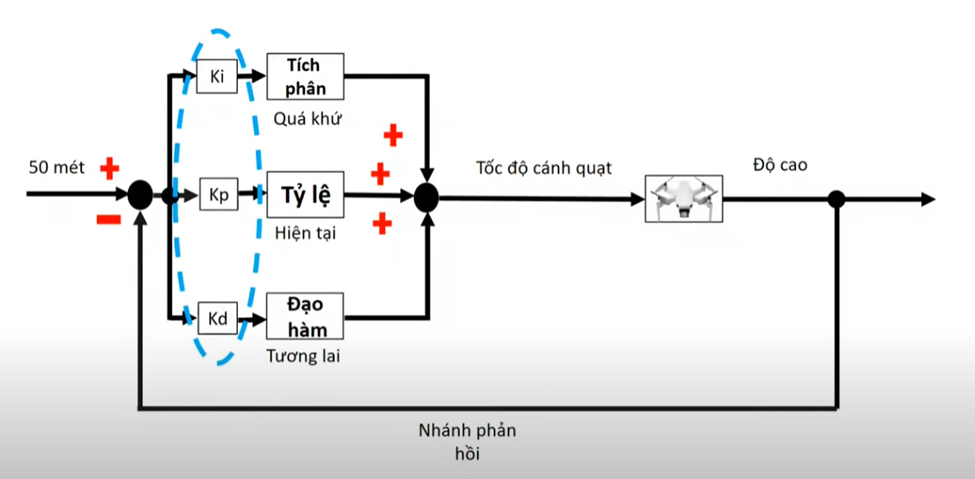 Ki
Tích
phân
Quá khứ
50 mét
+
−
Kp
Tỷ lệ
Hiện tại
+
+
+
Tốc độ cánh quạt
Độ cao
Kd
Đạo
hàm
Tương lai
Nhánh phản
hồi